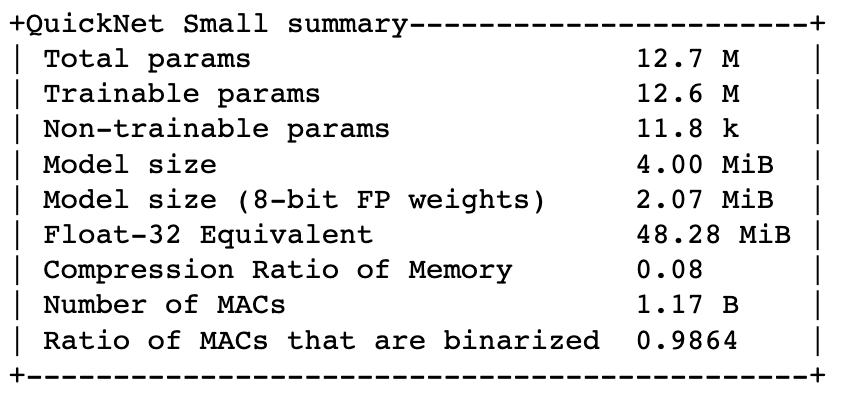 +QuickNet Small summary-----------------------+
| Total params                       12.7 M    |
| Trainable params                   12.6 M    |
| Non-trainable params               11.8 k    |
| Model size                         4.00 MiB  |
| Model size (8-bit FP weights)      2.07 MiB  |
| Float-32 Equivalent                48.28 MiB |
| Compression Ratio of Memory        0.08      |
| Number of MACs                     1.17 B    |
| Ratio of MACs that are binarized   0.9864    |
+----------------------------------------------+